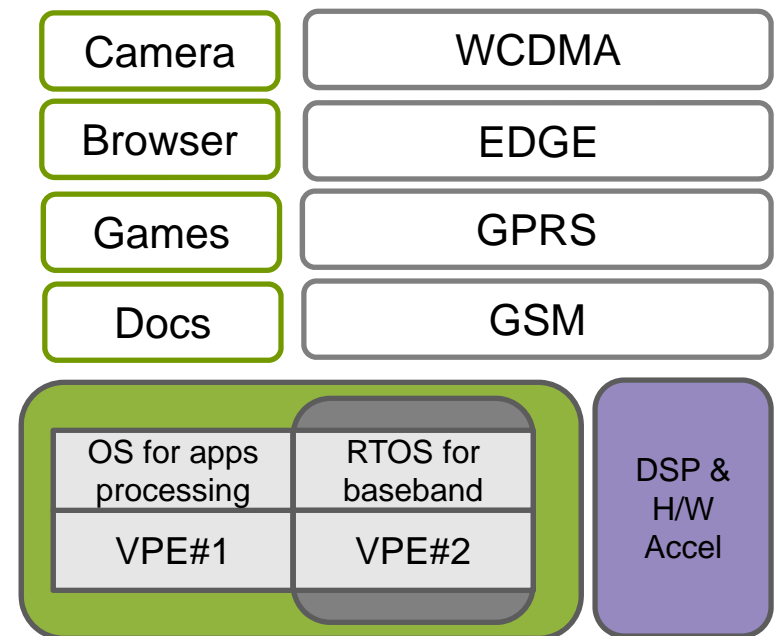 Camera
WCDMA
Browser
EDGE
Games
GPRS
Docs
GSM
OS for apps
processing
RTOS for
baseband
VPE#1
VPE#2
DSP &
H/W
Accel